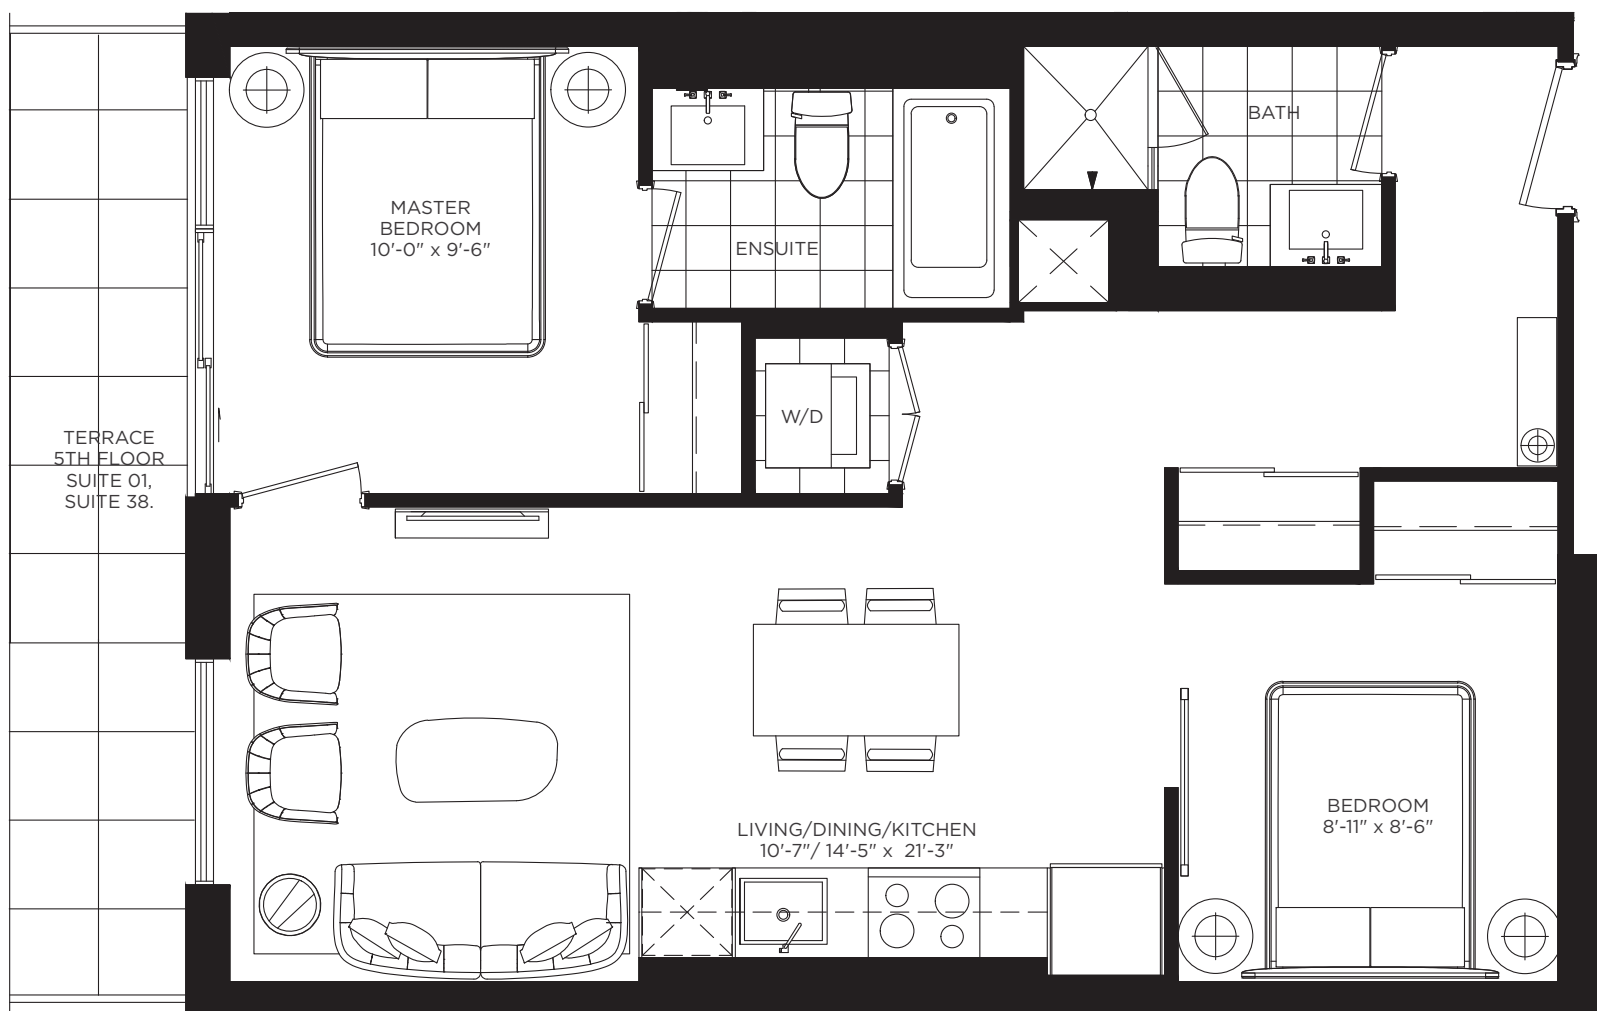 MASTER
BEDROOM
10'-0" x 9'-6"
ENSUITE
BATH
W/D
TERRACE
5TH FLOOR
SUITE 01,
SUITE 38.
LIVING/DINING/KITCHEN
10'-7"/ 14'-5" x 21'-3"
BEDROOM
8'-11" x 8'-6"